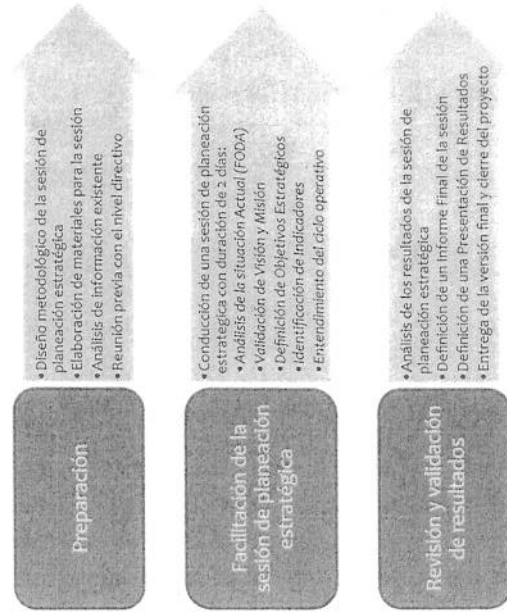 Preparación
• Diseño metodológico de la sesión de
planeación estratégica
• Elaboración de materiales para la sesión
• Análisis de información existente
• Reunión previa con el nivel directivo
Facilitación de la
sesión de planeación
estratégica
• Conducción de una sesión de planeación
estrategica con duración de 2 días:
• Análisis de la situación Actual (FODA)
• Validación de Visión y Misión
• Definición de Objetivos Estratégicos
• Identificación de Indicadores
• Entendimiento del ciclo operativo
Revisión y validación
de resultados
• Análisis de los resultados de la sesión de
planeación estratégica
• Definición de un Informe Final de la sesión
• Definición de una Presentación de Resultados
• Entrega de la versión final y cierre del proyecto